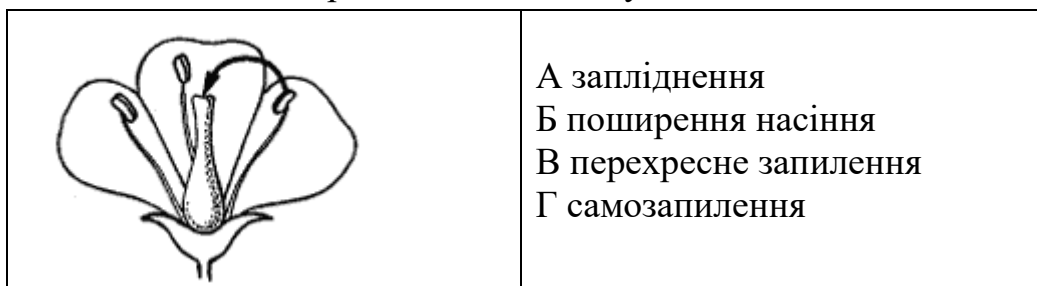 А запліднення
Б поширення насіння
В перехресне запилення
Г самозапилення